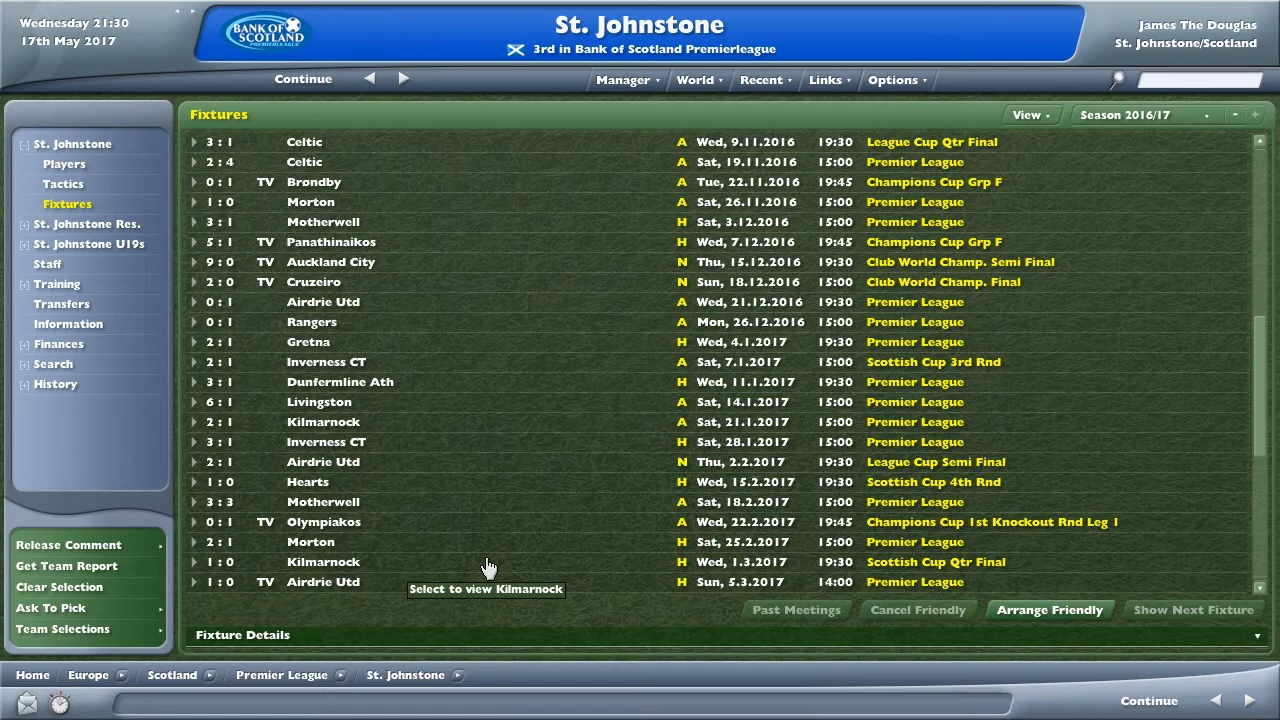 Wednesday 21:30
17th May 2017
BANK OF
SCOTLAND
PREMIERLEAGUE
St. Johnstone
3rd in Bank of Scotland Premierleague
James The Douglas
St. Johnstone/Scotland
Continue
Manager World Recent Links Options
Fixtures View Season 2016/17
St. Johnstone
Players
Tactics
Fixtures
St. Johnstone Res.
St. Johnstone U19s
Staff
Training
Transfers
Information
Finances
Search
History
3 : 1 Celtic A Wed, 9.11.2016 19:30 League Cup Qtr Final
2 : 4 Celtic A Sat, 19.11.2016 15:00 Premier League
0 : 1 TV Brøndby A Tue, 22.11.2016 19:45 Champions Cup Grp F
1 : 0 Morton A Sat, 26.11.2016 15:00 Premier League
3 : 1 Motherwell H Sat, 3.12.2016 15:00 Premier League
5 : 1 TV Panathinaikos H Wed, 7.12.2016 19:45 Champions Cup Grp F
9 : 0 TV Auckland City N Thu, 15.12.2016 19:30 Club World Champ. Semi Final
2 : 0 TV Cruzeiro N Sun, 18.12.2016 15:00 Club World Champ. Final
0 : 1 Airdrie Utd A Wed, 21.12.2016 19:30 Premier League
0 : 1 Rangers A Mon, 26.12.2016 15:00 Premier League
2 : 1 Gretna H Wed, 4.1.2017 19:30 Premier League
2 : 1 Inverness CT A Sat, 7.1.2017 15:00 Scottish Cup 3rd Rnd
3 : 1 Dunfermline Ath H Wed, 11.1.2017 19:30 Premier League
6 : 1 Livingston A Sat, 14.1.2017 15:00 Premier League
2 : 1 Kilmarnock A Sat, 21.1.2017 15:00 Premier League
3 : 1 Inverness CT H Sat, 28.1.2017 15:00 Premier League
2 : 1 Airdrie Utd N Thu, 2.2.2017 19:30 League Cup Semi Final
1 : 0 Hearts H Wed, 15.2.2017 19:30 Scottish Cup 4th Rnd
3 : 3 Motherwell A Sat, 18.2.2017 15:00 Premier League
0 : 1 TV Olympiakos A Wed, 22.2.2017 19:45 Champions Cup 1st Knockout Rnd Leg 1
2 : 1 Morton H Sat, 25.2.2017 15:00 Premier League
1 : 0 Kilmarnock H Wed, 1.3.2017 19:30 Scottish Cup Qtr Final
1 : 0 TV Airdrie Utd H Sun, 5.3.2017 14:00 Premier League
Select to view Kilmarnock
Release Comment
Get Team Report
Clear Selection
Ask To Pick
Team Selections
Past Meetings Cancel Friendly Arrange Friendly Show Next Fixture
Fixture Details
Home Europe Scotland Premier League St. Johnstone
Continue